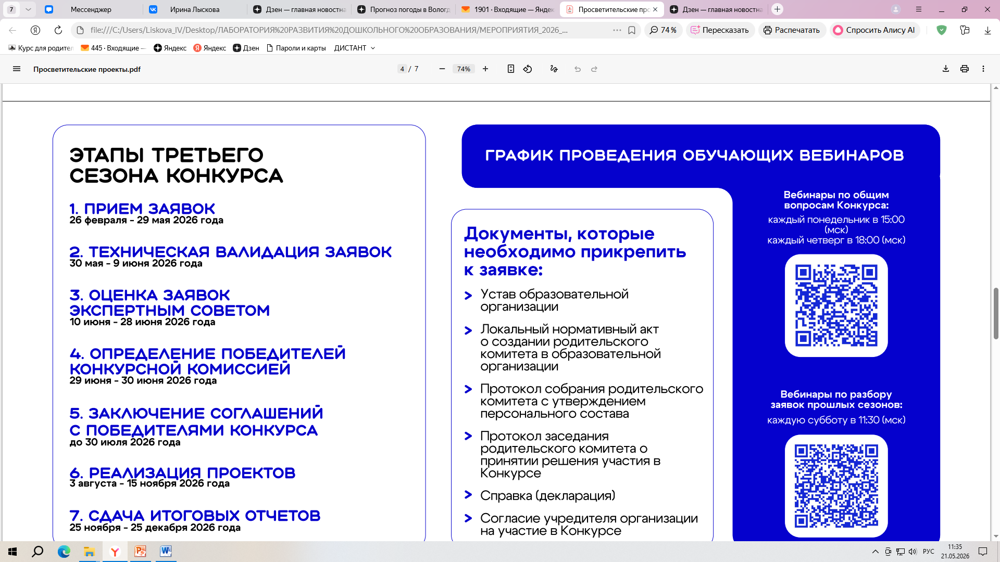 7
Мессенджер
Ирина Лыскова
Дзен — главная новостна
Прогноз погоды в Волог
1901 · Входящие — Яндек
Просветительские про
Дзен — главная новостна
file:///C:/Users/Liskova_IV/Desktop/ЛАБОРАТОРИЯ%20РАЗВИТИЯ%20ДОШКОЛЬНОГО%20ОБРАЗОВАНИЯ/МЕРОПРИЯТИЯ_2026_...
74 %
Пересказать
Распечатать
Спросить Алису AI
Курс для родител
445 · Входящие —
Яндекс
Яндекс
Дзен
Пароли и карты
ДИСТАНТ
Просветительские проекты.pdf
4 / 7
74%
ЭТАПЫ ТРЕТЬЕГО
СЕЗОНА КОНКУРСА
1. ПРИЕМ ЗАЯВОК
26 февраля - 29 мая 2026 года
2. ТЕХНИЧЕСКАЯ ВАЛИДАЦИЯ ЗАЯВОК
30 мая - 9 июня 2026 года
3. ОЦЕНКА ЗАЯВОК
ЭКСПЕРТНЫМ СОВЕТОМ
10 июня - 28 июня 2026 года
4. ОПРЕДЕЛЕНИЕ ПОБЕДИТЕЛЕЙ
КОНКУРСНОЙ КОМИССИЕЙ
29 июня - 30 июня 2026 года
5. ЗАКЛЮЧЕНИЕ СОГЛАШЕНИЙ
С ПОБЕДИТЕЛЯМИ КОНКУРСА
до 30 июля 2026 года
6. РЕАЛИЗАЦИЯ ПРОЕКТОВ
3 августа - 15 ноября 2026 года
7. СДАЧА ИТОГОВЫХ ОТЧЕТОВ
25 ноября - 25 декабря 2026 года
ГРАФИК ПРОВЕДЕНИЯ ОБУЧАЮЩИХ ВЕБИНАРОВ
Документы, которые
необходимо прикрепить
к заявке:
Устав образовательной
организации
Локальный нормативный акт
о создании родительского
комитета в образовательной
организации
Протокол собрания родительского
комитета с утверждением
персонального состава
Протокол заседания
родительского комитета о
принятии решения участия в
Конкурсе
Справка (декларация)
Согласие учредителя организации
на участие в Конкурсе
Вебинары по общим
вопросам Конкурса:
каждый понедельник в 15:00
(мск)
каждый четверг в 18:00 (мск)
Вебинары по разбору
заявок прошлых сезонов:
каждую субботу в 11:30 (мск)
РУС
11:35
21.05.2026